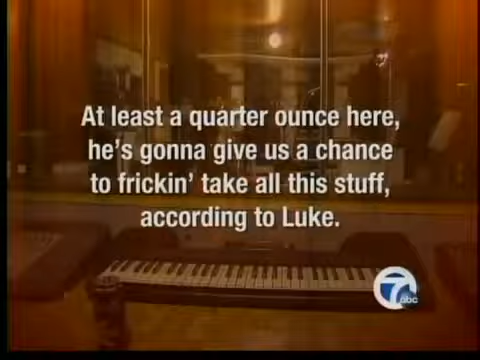 At least a quarter ounce here,
he's gonna give us a chance
to frickin' take all this stuff,
according to Luke.
7
abc